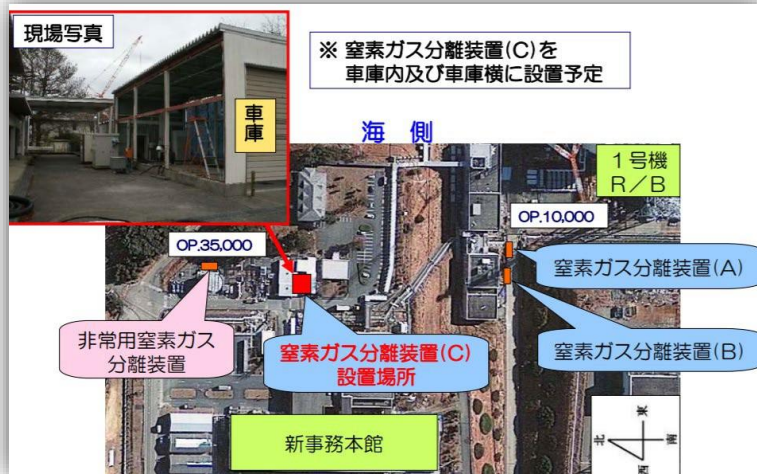 現場写真
車庫
※ 窒素ガス分離装置(C)を
車庫内及び車庫横に設置予定
海 側
1号機
R/B
OP.10,000
OP.35,000
窒素ガス分離装置(A)
非常用窒素ガス
分離装置
窒素ガス分離装置(C)
設置場所
窒素ガス分離装置(B)
新事務本館
北
東
南
西